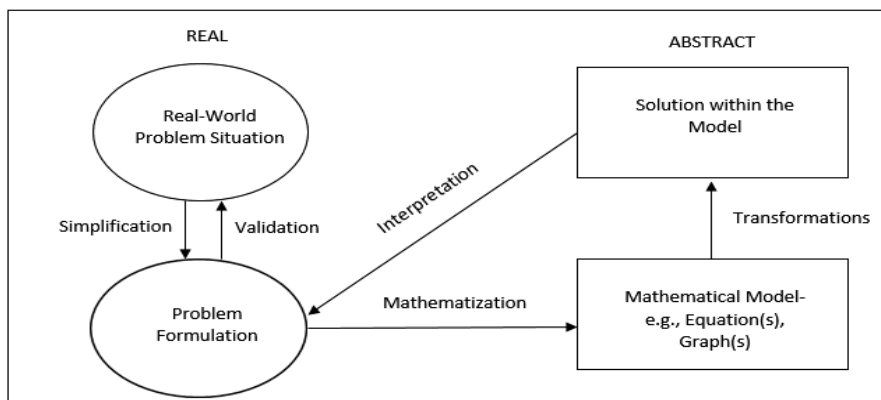 REAL
ABSTRACT
Real-World
Problem Situation
Solution within the
Model
Interpretation
Simplification
Validation
Transformations
Problem
Formulation
Mathematization
Mathematical Model-
e.g., Equation(s),
Graph(s)